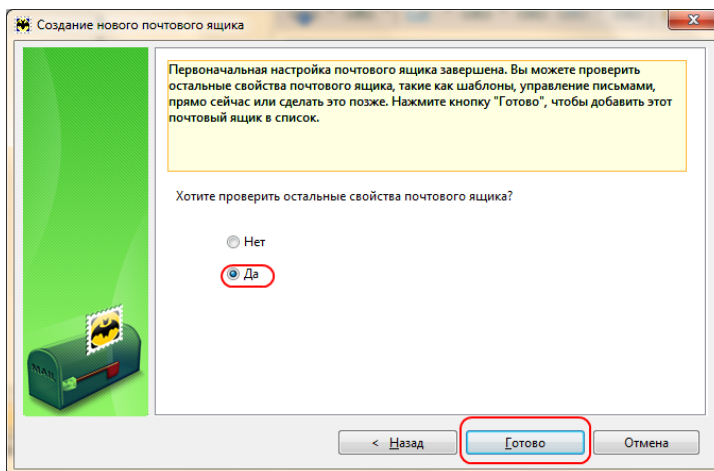 Создание нового почтового ящика
Первоначальная настройка почтового ящика завершена. Вы можете проверить
остальные свойства почтового ящика, такие как шаблоны, управление письмами,
прямо сейчас или сделать это позже. Нажмите кнопку "Готово", чтобы добавить этот
почтовый ящик в список.
Хотите проверить остальные свойства почтового ящика?
Нет
Да
MAIL
< Назад
Готово
Отмена